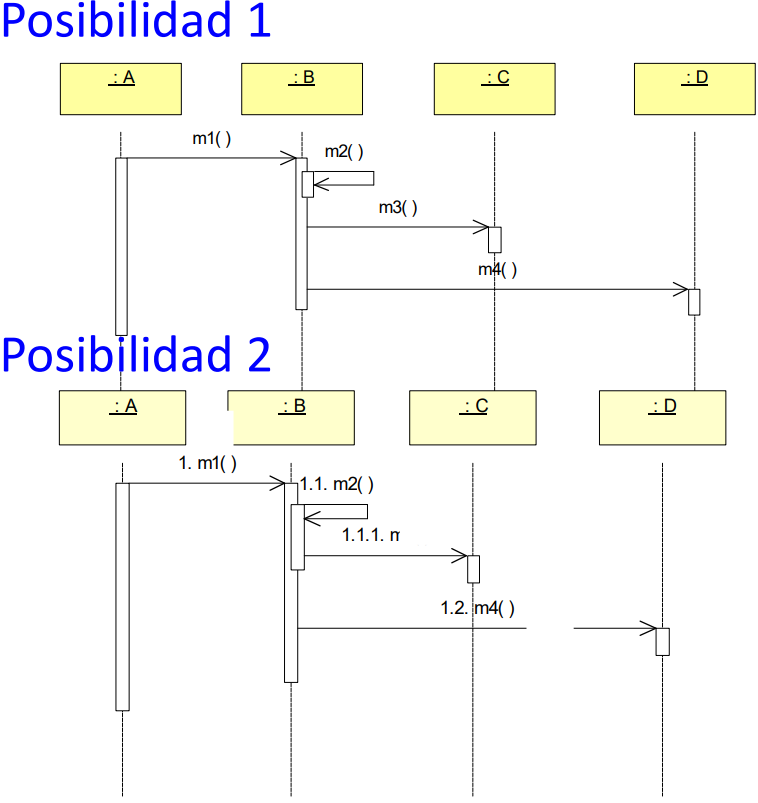 Posibilidad 1
: A
: B
: C
: D
m1( )
m2( )
m3( )
m4( )
Posibilidad 2
: A
: B
: C
: D
1. m1( )
1.1. m2( )
1.1.1.
1.2. m4( )